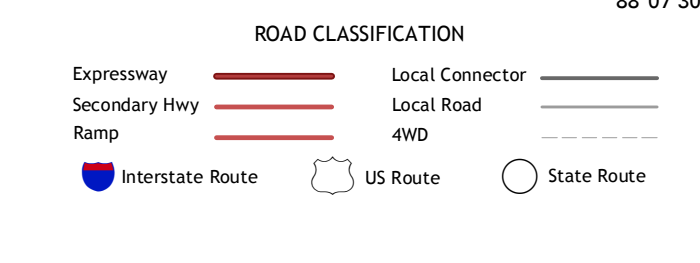 ROAD CLASSIFICATION
Expressway
Local Connector
Secondary Hwy
Local Road
Ramp
4WD
Interstate Route
US Route
State Route